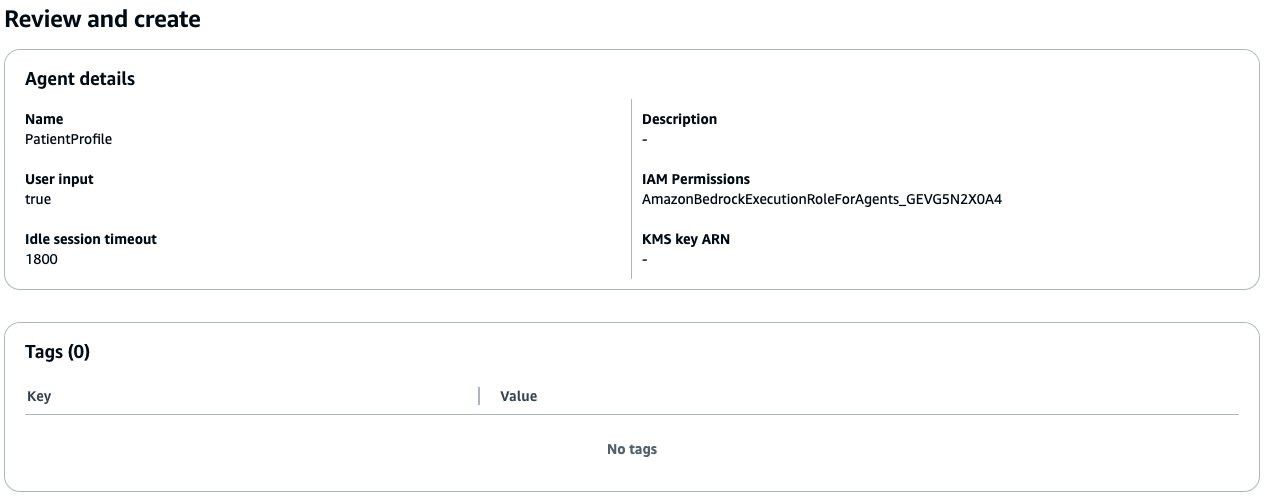 Review and create
Agent details
Name
PatientProfile
Description
-
User input
true
IAM Permissions
AmazonBedrockExecutionRoleForAgents_GEVG5N2X0A4
Idle session timeout
1800
KMS key ARN
-
Tags (0)
Key
Value
No tags